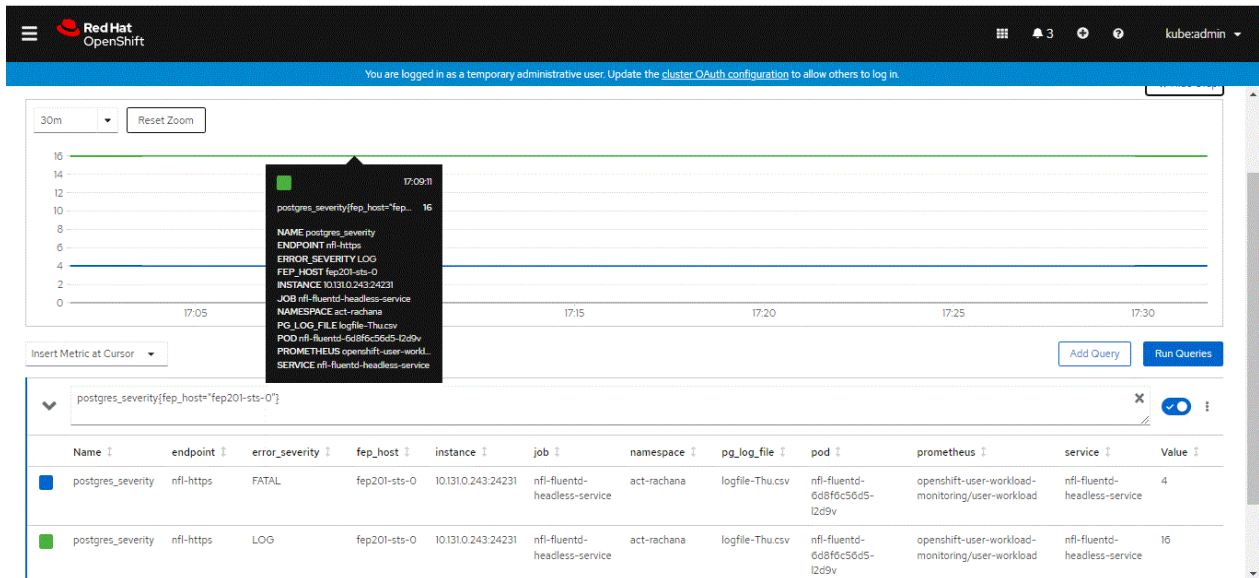 Red Hat
OpenShift
3
kube:admin
You are logged in as a temporary administrative user. Update the cluster OAuth configuration to allow others to log in.
30m
Reset Zoom
16
14
12
10
8
6
4
2
0
17:05
17:15
17:20
17:25
17:30
17:09:11
postgres_severity{fep_host="fep... 16
NAME postgres_severity
ENDPOINT nfl-https
ERROR_SEVERITY LOG
FEP_HOST fep201-sts-0
INSTANCE 10.131.0.243:24231
JOB nfl-fluentd-headless-service
NAMESPACE act-rachana
PG_LOG_FILE logfile-Thu.csv
POD nfl-fluentd-6d8f6c56d5-l2d9v
PROMETHEUS openshift-user-workl...
SERVICE nfl-fluentd-headless-service
Insert Metric at Cursor
Add Query
Run Queries
postgres_severity{fep_host="fep201-sts-0"}
Name endpoint error_severity fep_host instance job namespace pg_log_file pod prometheus service Value
postgres_severity nfl-https FATAL fep201-sts-0 10.131.0.243:24231 nfl-fluentd- act-rachana logfile-Thu.csv nfl-fluentd- openshift-user-workload- nfl-fluentd- 4
headless-service 6d8f6c56d5- monitoring/user-workload headless-service
l2d9v
postgres_severity nfl-https LOG fep201-sts-0 10.131.0.243:24231 nfl-fluentd- act-rachana logfile-Thu.csv nfl-fluentd- openshift-user-workload- nfl-fluentd- 16
headless-service 6d8f6c56d5- monitoring/user-workload headless-service
l2d9v